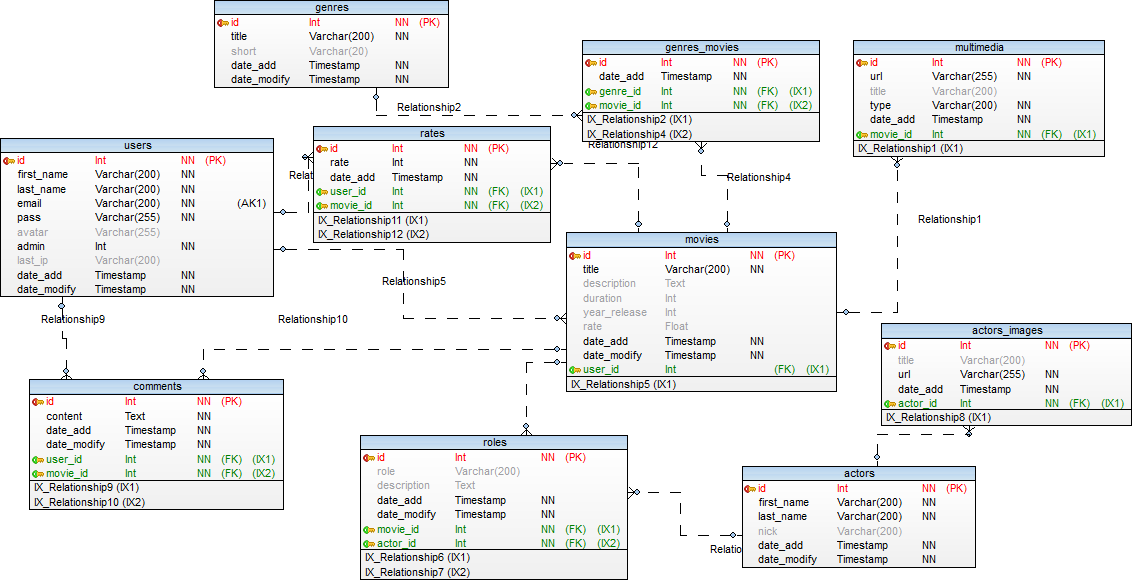 genres
id Int NN (PK)
title Varchar(200) NN
short Varchar(20)
date_add Timestamp NN
date_modify Timestamp NN
Relationship2
genres_movies
id Int NN (PK)
date_add Timestamp NN
genre_id Int NN (FK) (IX1)
movie_id Int NN (FK) (IX2)
IX_Relationship2 (IX1)
IX_Relationship4 (IX2)
Relationship12
Relationship4
multimedia
id Int NN (PK)
url Varchar(255) NN
title Varchar(200)
type Varchar(200) NN
date_add Timestamp NN
movie_id Int NN (FK) (IX1)
IX_Relationship1 (IX1)
Relationship1
users
id Int NN (PK)
first_name Varchar(200) NN
last_name Varchar(200) NN
email Varchar(200) NN (AK1)
pass Varchar(255) NN
avatar Varchar(255)
admin Int NN
last_ip Varchar(200)
date_add Timestamp NN
date_modify Timestamp NN
Relat
rates
id Int NN (PK)
rate Int NN
date_add Timestamp NN
user_id Int NN (FK) (IX1)
movie_id Int NN (FK) (IX2)
IX_Relationship11 (IX1)
IX_Relationship12 (IX2)
Relationship5
Relationship9
Relationship10
movies
id Int NN (PK)
title Varchar(200) NN
description Text
duration Int
year_release Int
rate Float
date_add Timestamp NN
date_modify Timestamp NN
user_id Int (FK) (IX1)
IX_Relationship5 (IX1)
actors_images
id Int NN (PK)
title Varchar(200)
url Varchar(255) NN
date_add Timestamp NN
actor_id Int NN (FK) (IX1)
IX_Relationship8 (IX1)
comments
id Int NN (PK)
content Text NN
date_add Timestamp NN
date_modify Timestamp NN
user_id Int NN (FK) (IX1)
movie_id Int NN (FK) (IX2)
IX_Relationship9 (IX1)
IX_Relationship10 (IX2)
roles
id Int NN (PK)
role Varchar(200)
description Text
date_add Timestamp NN
date_modify Timestamp NN
movie_id Int NN (FK) (IX1)
actor_id Int NN (FK) (IX2)
IX_Relationship6 (IX1)
IX_Relationship7 (IX2)
Relatio
actors
id Int NN (PK)
first_name Varchar(200) NN
last_name Varchar(200) NN
nick Varchar(200)
date_add Timestamp NN
date_modify Timestamp NN